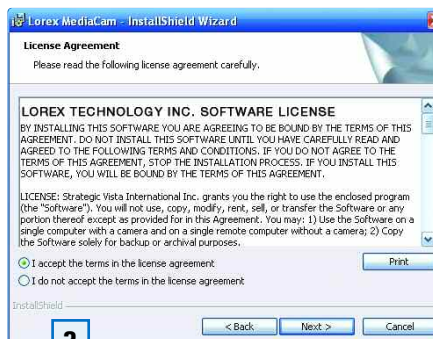 Lorex MediaCam - InstallShield Wizard
License Agreement
Please read the following license agreement carefully.
LOREX TECHNOLOGY INC. SOFTWARE LICENSE
BY INSTALLING THIS SOFTWARE YOU ARE AGREEING TO BE BOUND BY THE TERMS OF THIS
AGREEMENT. DO NOT INSTALL THIS SOFTWARE UNTIL YOU HAVE CAREFULLY READ AND
AGREED TO THE FOLLOWING TERMS AND CONDITIONS. IF YOU DO NOT AGREE TO THE
TERMS OF THIS AGREEMENT, STOP THE INSTALLATION PROCESS. IF YOU INSTALL THIS
SOFTWARE, YOU WILL BE BOUND BY THE TERMS OF THIS AGREEMENT.
LICENSE: Strategic Vista International Inc. grants you the right to use the enclosed program
(the "Software"). You will not use, copy, modify, rent, sell, or transfer the Software or any
portion thereof except as provided for in this Agreement. You may: 1) Use the Software on a
single computer with a camera and on a single remote computer without a camera; 2) Copy
the Software solely for backup or archival purposes.
I accept the terms in the license agreement
Print
I do not accept the terms in the license agreement
InstallShield
< Back
Next >
Cancel